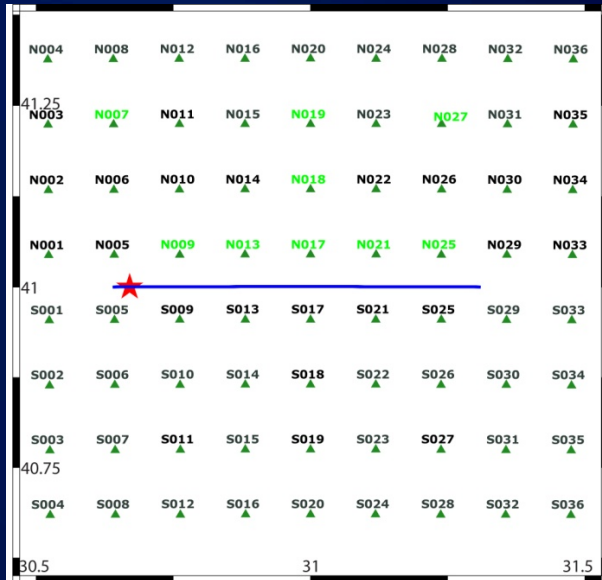 N004 N008 N012 N016 N020 N024 N028 N032 N036
41.25
N003 N007 N011 N015 N019 N023 N027 N031 N035
N002 N006 N010 N014 N018 N022 N026 N030 N034
N001 N005 N009 N013 N017 N021 N025 N029 N033
41
S001 S005 S009 S013 S017 S021 S025 S029 S033
S002 S006 S010 S014 S018 S022 S026 S030 S034
S003 S007 S011 S015 S019 S023 S027 S031 S035
40.75
S004 S008 S012 S016 S020 S024 S028 S032 S036
30.5 31 31.5